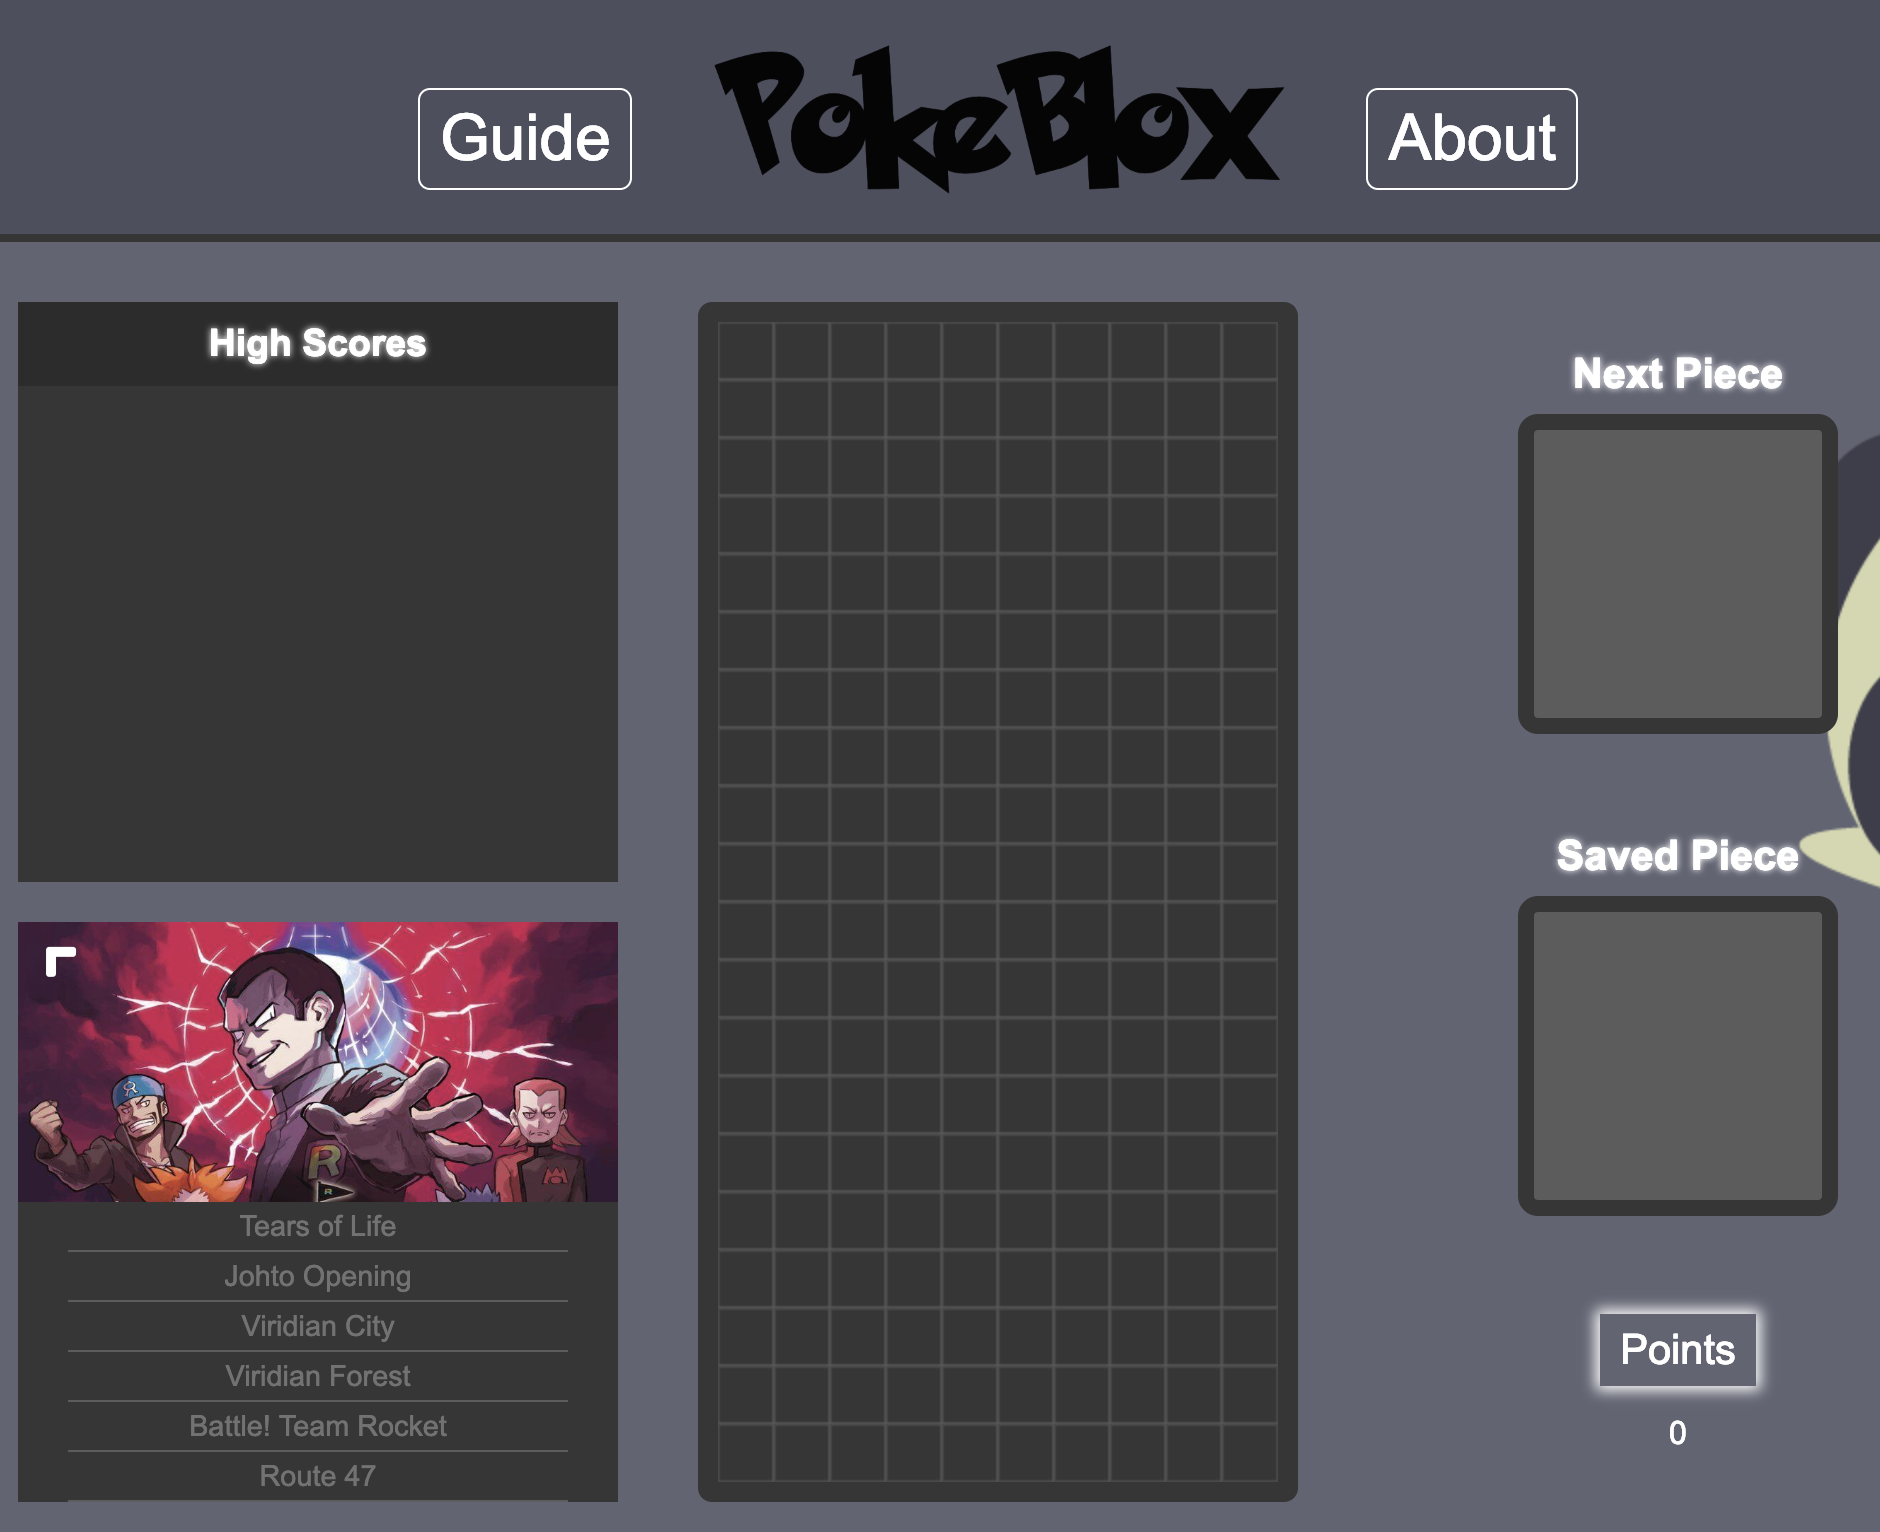 Guide
PokeBlox
About
High Scores
Next Piece
Saved Piece
R
R
Tears of Life
Johto Opening
Viridian City
Viridian Forest
Battle! Team Rocket
Route 47
Points
0